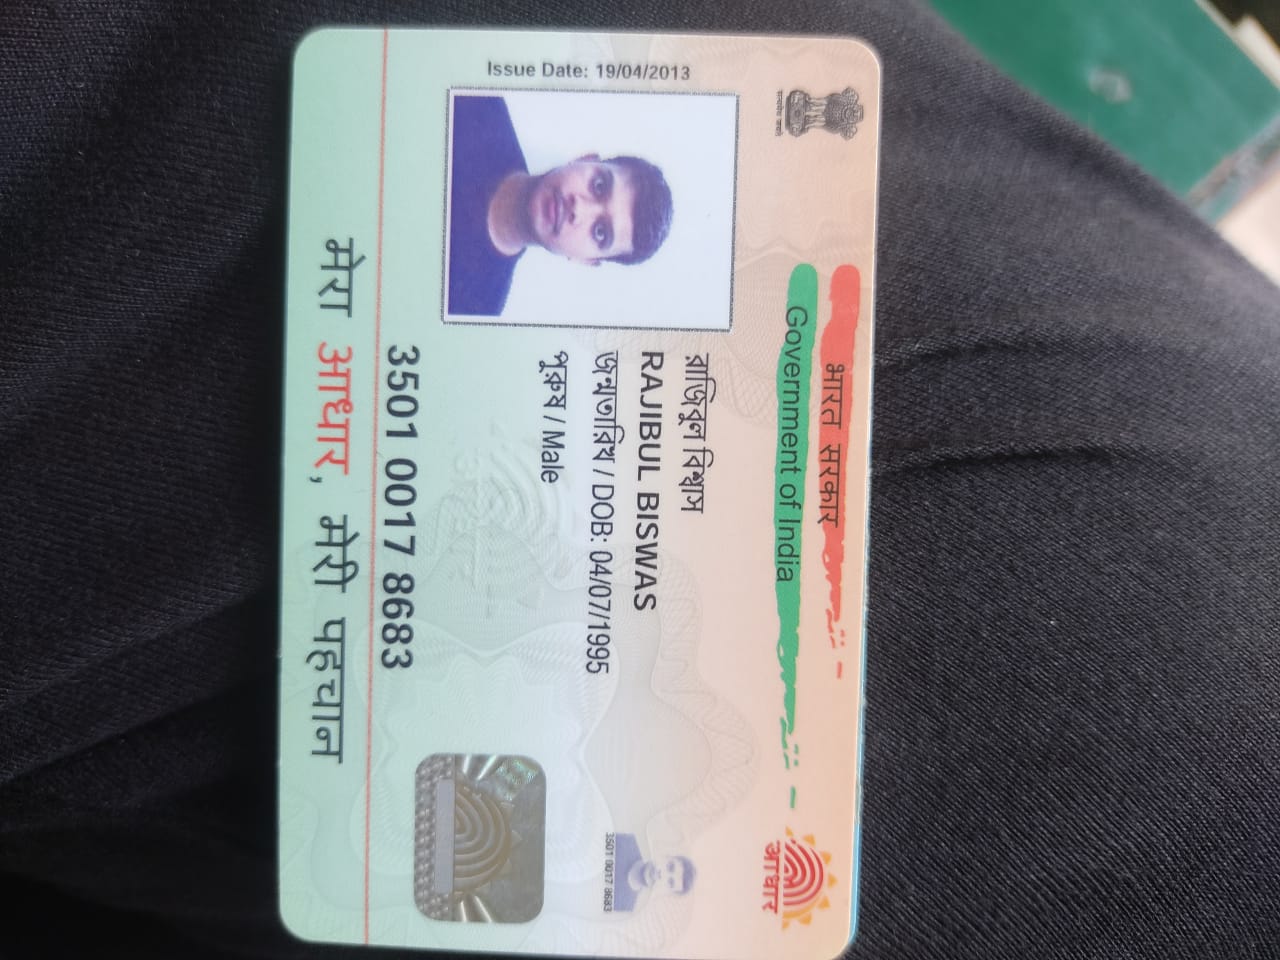 Issue Date: 19/04/2013
भारत सरकार
Government of India
রাজিবুল বিশ্বাস
RAJIBUL BISWAS
জন্মতারিখ / DOB: 04/07/1995
পুরুষ / Male
3501 0017 8683
3501 0017 8683
आधार
मेरा आधार, मेरी पहचान